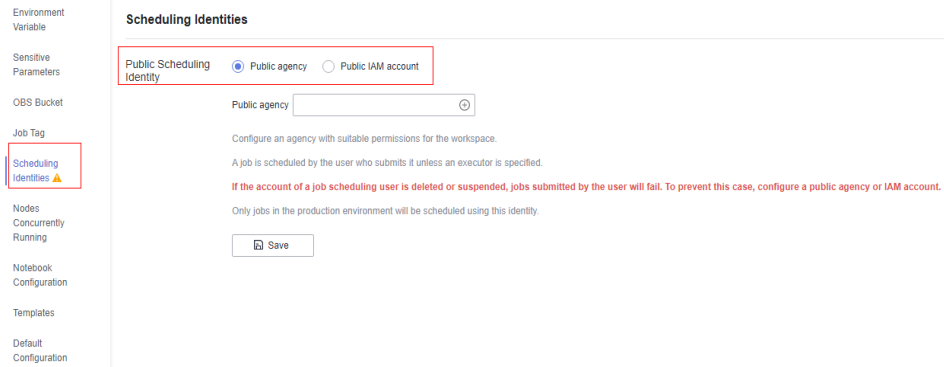 Environment
Variable
Sensitive
Parameters
OBS Bucket
Job Tag
Scheduling
Identities
Nodes
Concurrently
Running
Notebook
Configuration
Templates
Default
Configuration
Scheduling Identities
Public Scheduling
Identity
Public agency
Public IAM account
Public agency
Configure an agency with suitable permissions for the workspace.
A job is scheduled by the user who submits it unless an executor is specified.
If the account of a job scheduling user is deleted or suspended, jobs submitted by the user will fail. To prevent this case, configure a public agency or IAM account.
Only jobs in the production environment will be scheduled using this identity.
Save